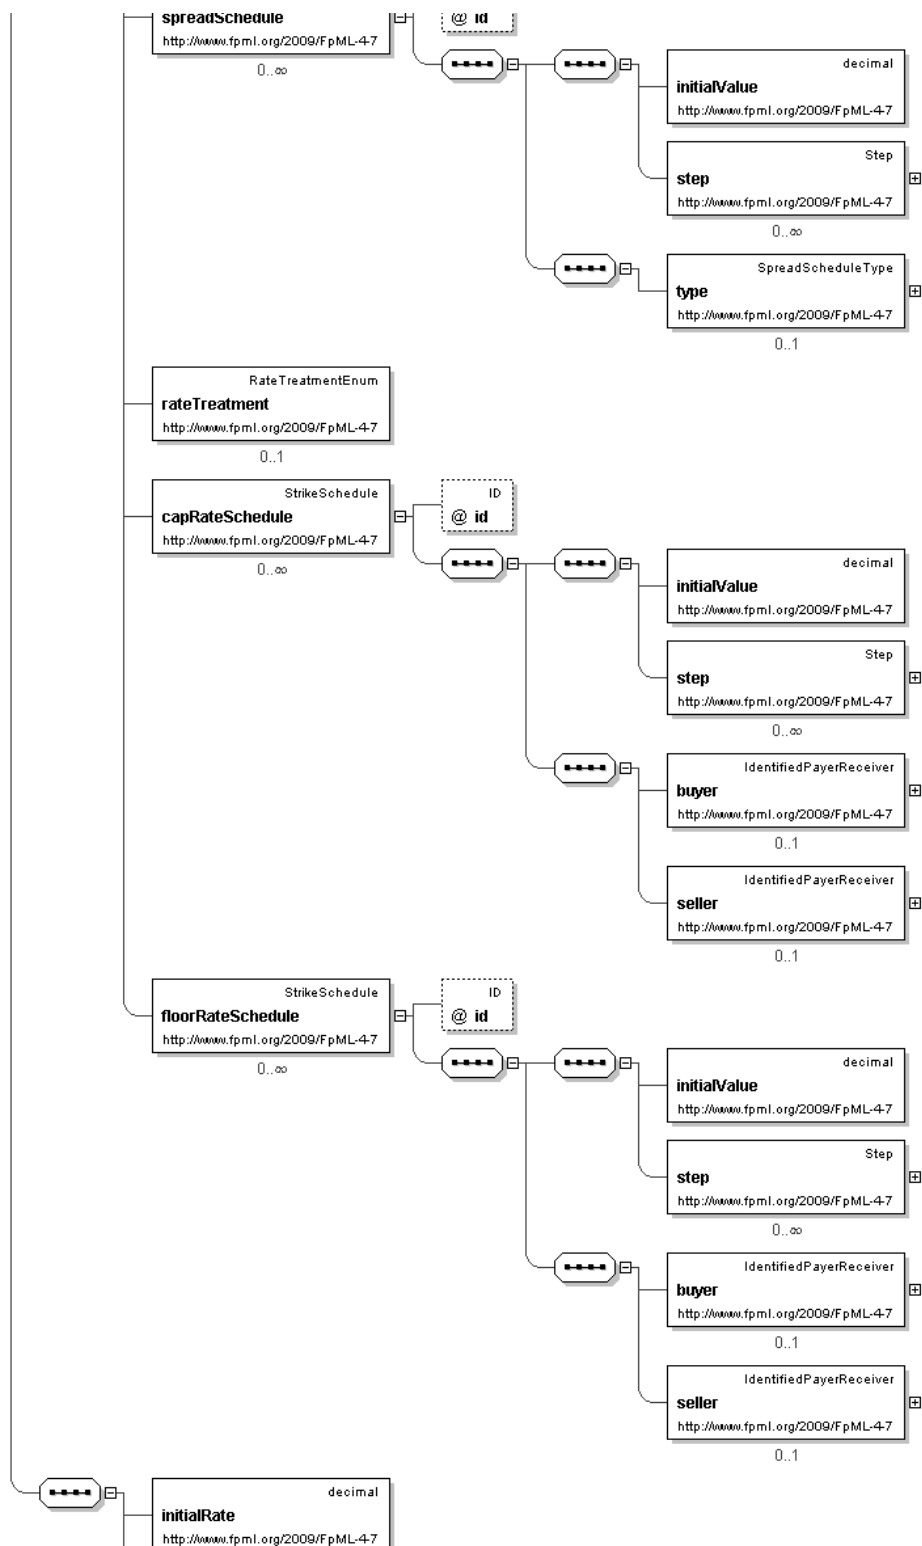 spreadSchedule
http://www.fpml.org/2009/FpML-4-7
0..∞
@ id
decimal
initialValue
http://www.fpml.org/2009/FpML-4-7
Step
step
http://www.fpml.org/2009/FpML-4-7
0..∞
SpreadScheduleType
type
http://www.fpml.org/2009/FpML-4-7
0..1
RateTreatmentEnum
rateTreatment
http://www.fpml.org/2009/FpML-4-7
0..1
StrikeSchedule
capRateSchedule
http://www.fpml.org/2009/FpML-4-7
0..∞
ID
@ id
decimal
initialValue
http://www.fpml.org/2009/FpML-4-7
Step
step
http://www.fpml.org/2009/FpML-4-7
0..∞
IdentifiedPayerReceiver
buyer
http://www.fpml.org/2009/FpML-4-7
0..1
IdentifiedPayerReceiver
seller
http://www.fpml.org/2009/FpML-4-7
0..1
StrikeSchedule
floorRateSchedule
http://www.fpml.org/2009/FpML-4-7
0..∞
ID
@ id
decimal
initialValue
http://www.fpml.org/2009/FpML-4-7
Step
step
http://www.fpml.org/2009/FpML-4-7
0..∞
IdentifiedPayerReceiver
buyer
http://www.fpml.org/2009/FpML-4-7
0..1
IdentifiedPayerReceiver
seller
http://www.fpml.org/2009/FpML-4-7
0..1
decimal
initialRate
http://www.fpml.org/2009/FpML-4-7